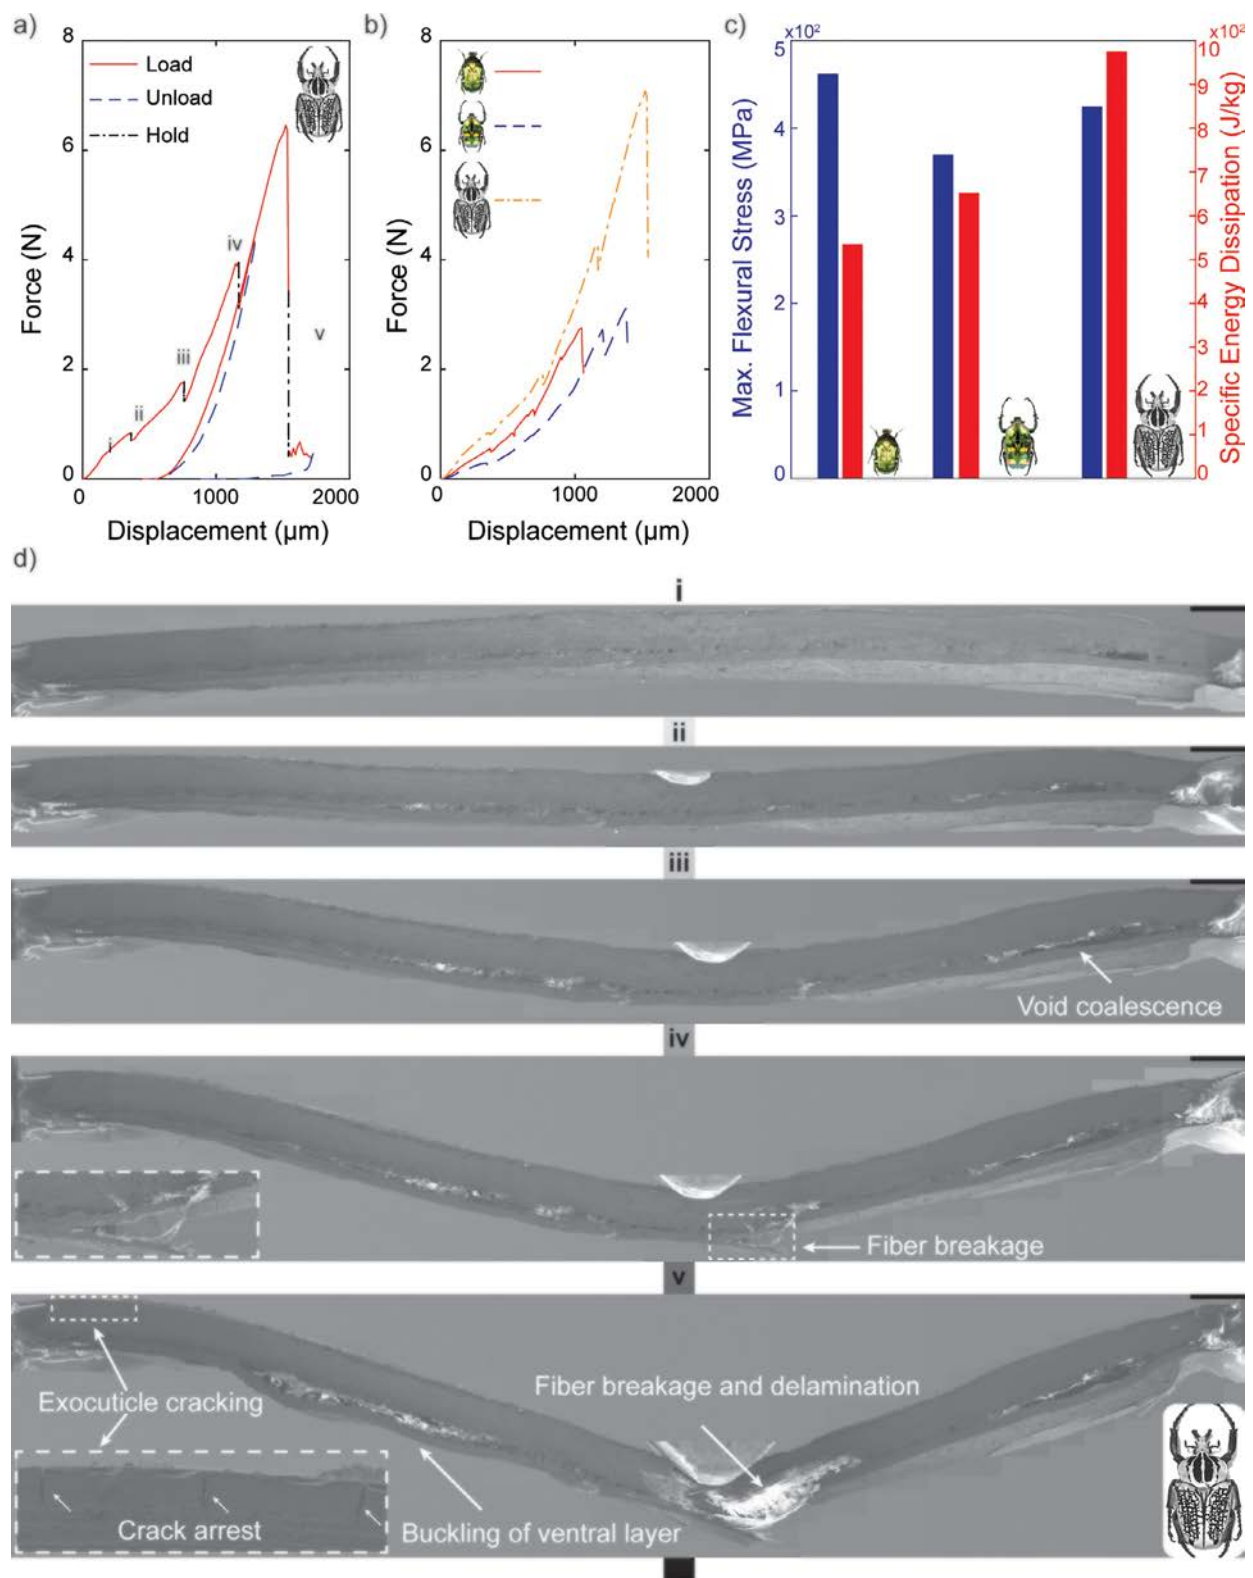 a)
8
6
4
2
0
Force (N)
Load
Unload
Hold
i
ii
iii
iv
v
0
1000
2000
Displacement (μm)
b)
8
6
4
2
0
Force (N)
0
1000
2000
Displacement (μm)
c)
x10²
5
4
3
2
1
0
Max. Flexural Stress (MPa)
x10²
10
9
8
7
6
5
4
3
2
1
0
Specific Energy Dissipation (J/kg)
d)
i
ii
iii
Void coalescence
iv
Fiber breakage
v
Exocuticle cracking
Fiber breakage and delamination
Crack arrest
Buckling of ventral layer